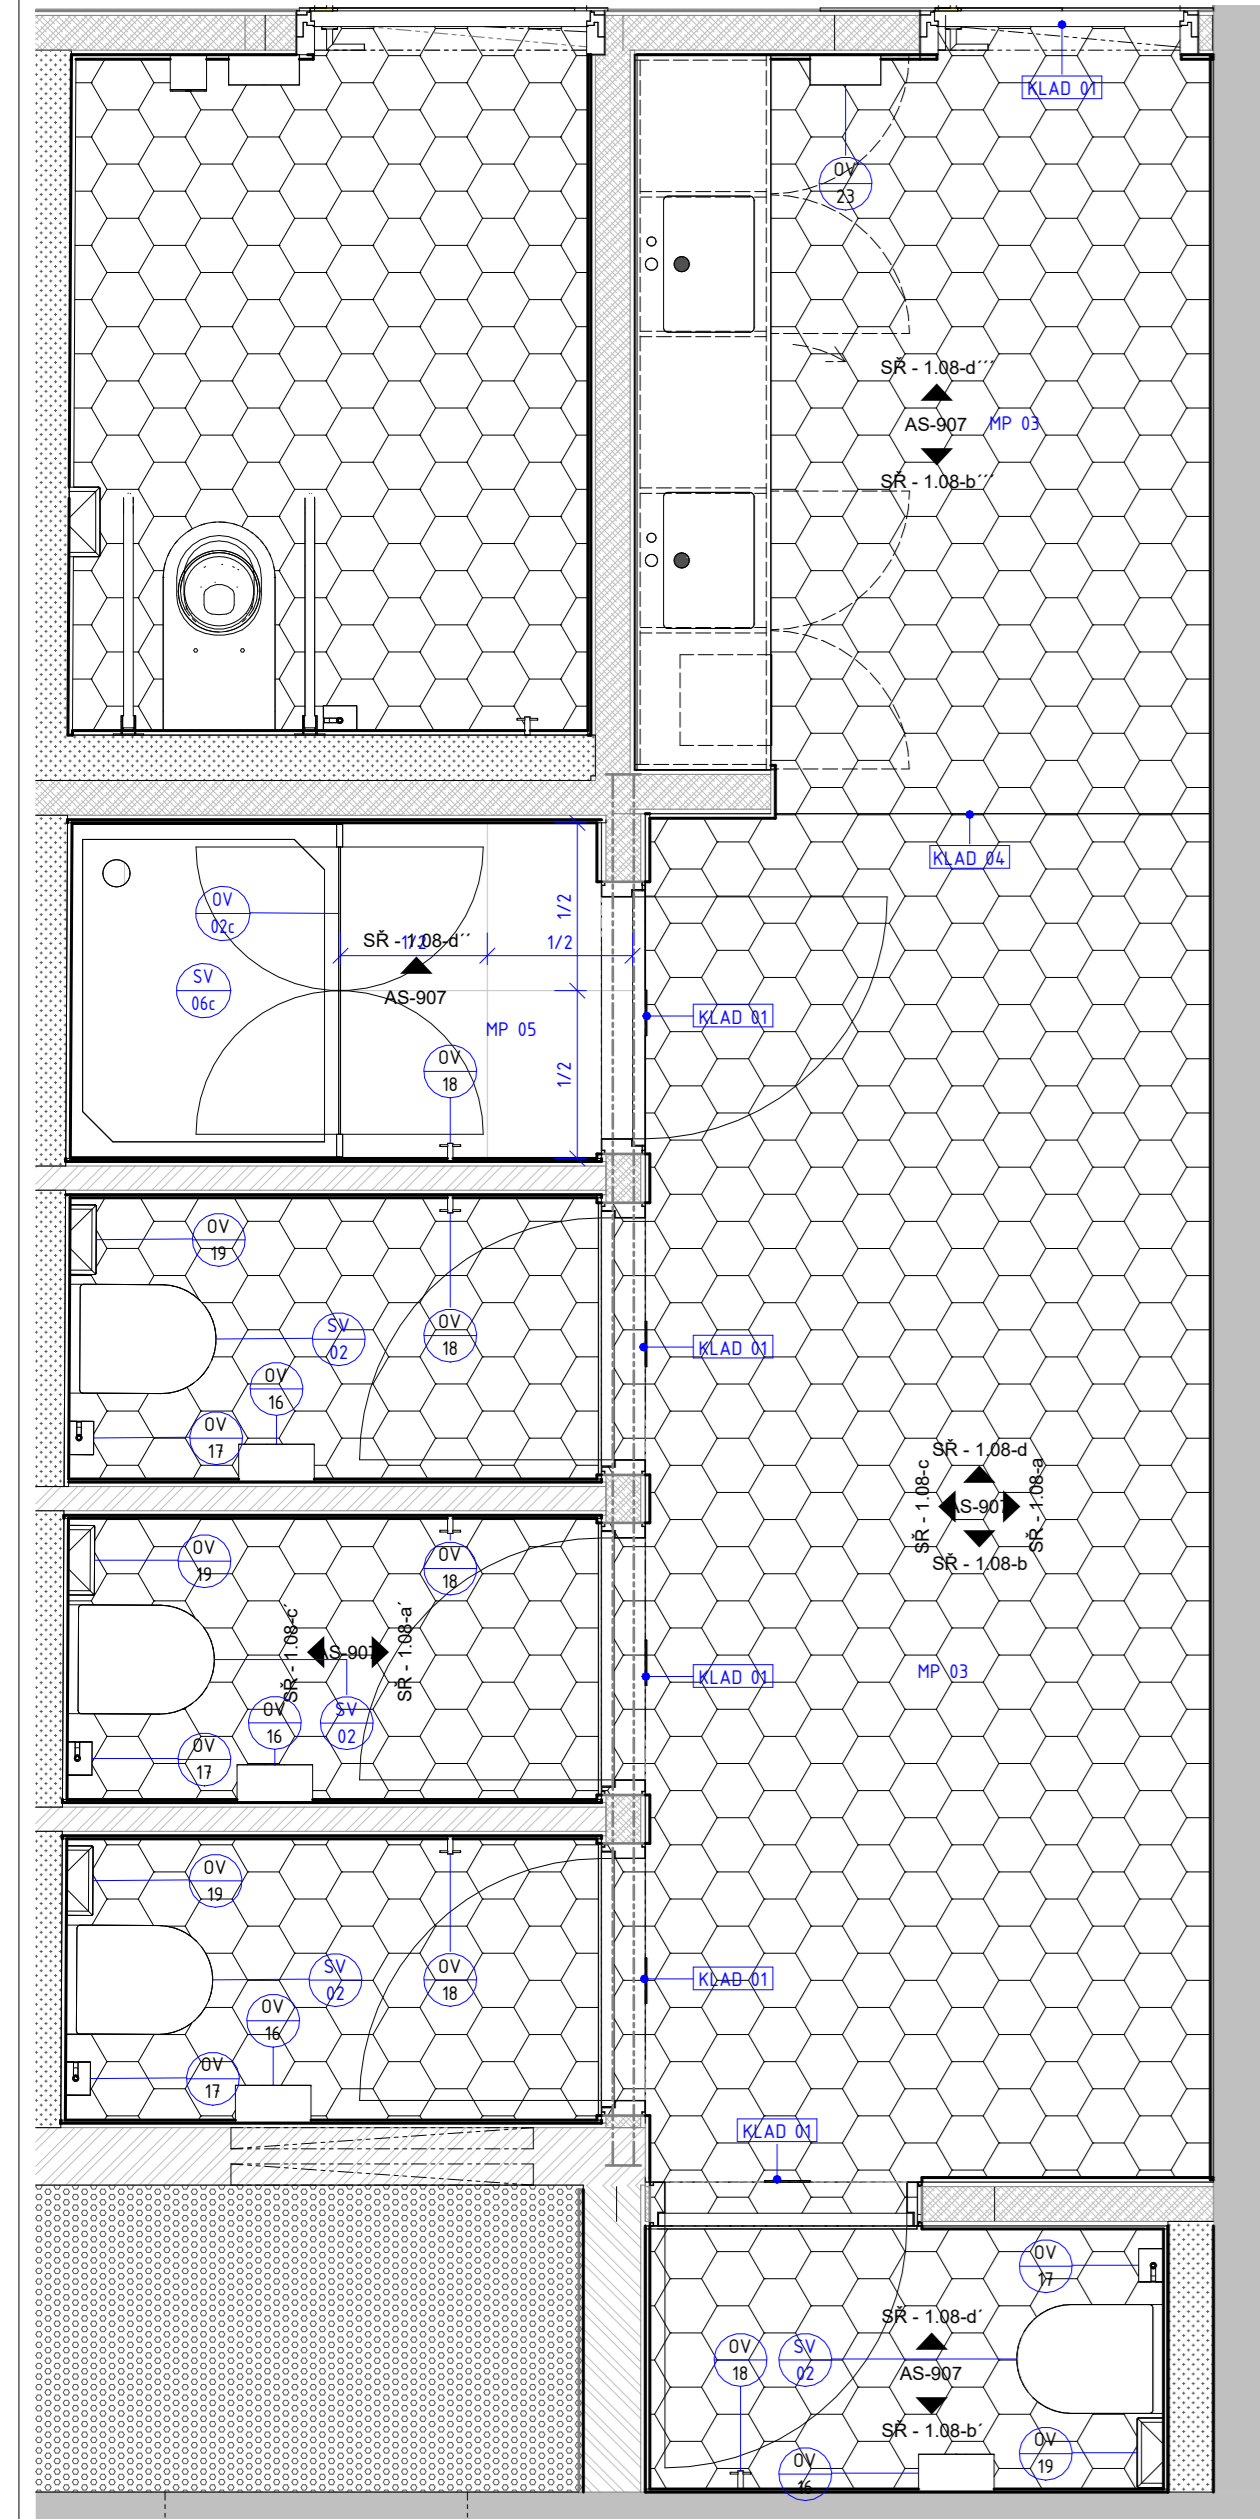 KLAD 01
OV
23
SŘ - 1.08-d´´´
AS-907
MP 03
SŘ - 1.08-b´´´
KLAD 04
OV
02c
SŘ - 1.08-d´´
1/2
1/2
1/2
SV
06c
AS-907
MP 05
KLAD 01
OV
18
1/2
OV
19
SV
02
OV
18
KLAD 01
OV
16
OV
17
SŘ - 1.08-d
SŘ - 1.08-c
AS-907
SŘ - 1.08-a
SŘ - 1.08-b
OV
19
OV
18
SŘ - 1.08-c´
AS-907
SŘ - 1.08-a´
KLAD 01
MP 03
OV
16
SV
02
OV
17
OV
19
SV
02
OV
18
KLAD 01
OV
16
OV
17
KLAD 01
OV
17
SŘ - 1.08-d´
OV
18
SV
02
AS-907
SŘ - 1.08-b´
OV
19
OV
16